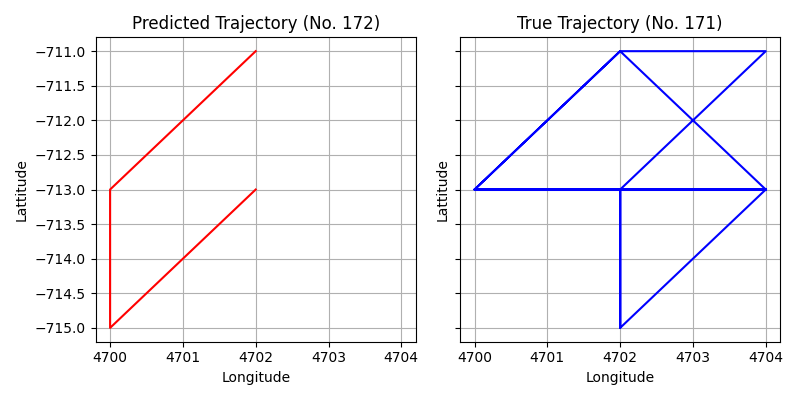 Predicted Trajectory (No. 172)
True Trajectory (No. 171)
Lattitude
−711.0
−711.5
−712.0
−712.5
−713.0
−713.5
−714.0
−714.5
−715.0
4700 4701 4702 4703 4704
Longitude
Lattitude
4700 4701 4702 4703 4704
Longitude